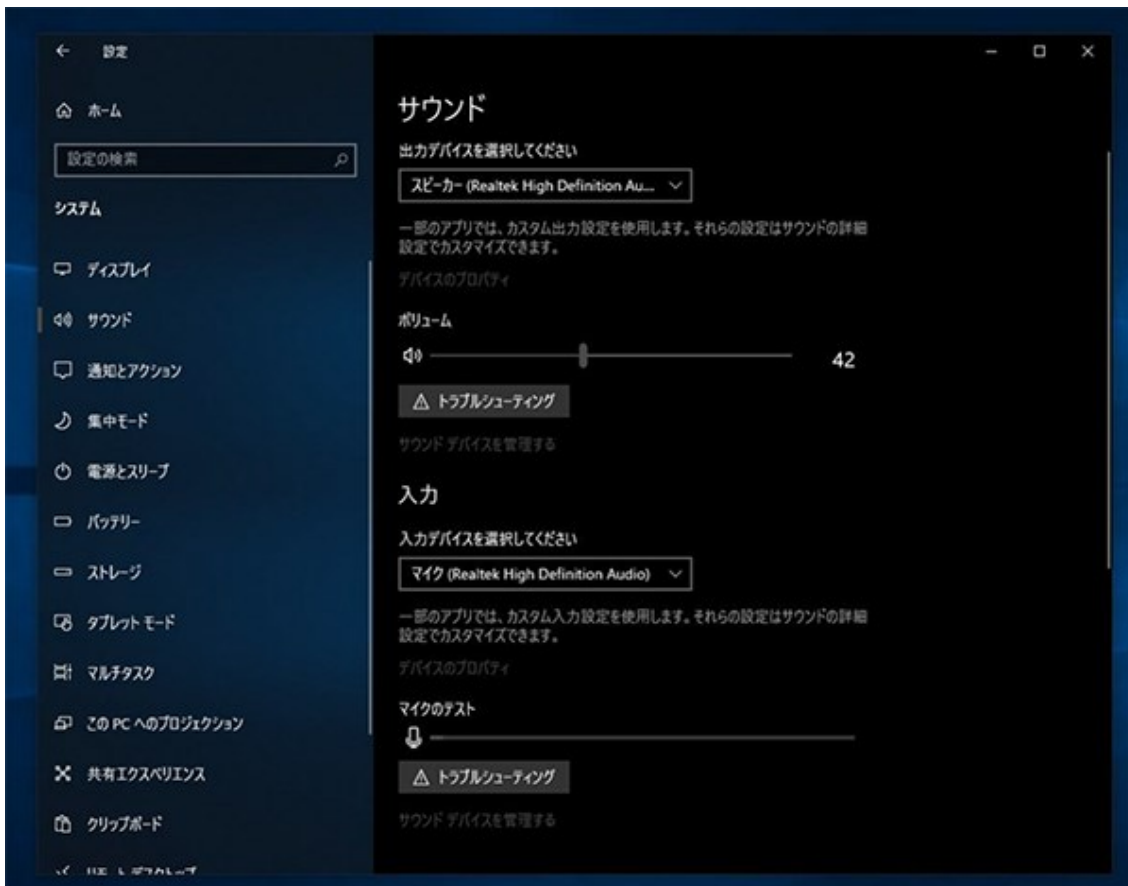 設定
ホーム
設定の検索
システム
ディスプレイ
サウンド
通知とアクション
集中モード
電源とスリープ
バッテリー
ストレージ
タブレット モード
マルチタスク
この PC へのプロジェクション
共有エクスペリエンス
クリップボード
リモート デスクトップ
サウンド
出力デバイスを選択してください
スピーカー (Realtek High Definition Au...
一部のアプリでは、カスタム出力設定を使用します。それらの設定はサウンドの詳細
設定でカスタマイズできます。
デバイスのプロパティ
ボリューム
42
トラブルシューティング
サウンド デバイスを管理する
入力
入力デバイスを選択してください
マイク (Realtek High Definition Audio)
一部のアプリでは、カスタム入力設定を使用します。それらの設定はサウンドの詳細
設定でカスタマイズできます。
デバイスのプロパティ
マイクのテスト
トラブルシューティング
サウンド デバイスを管理する